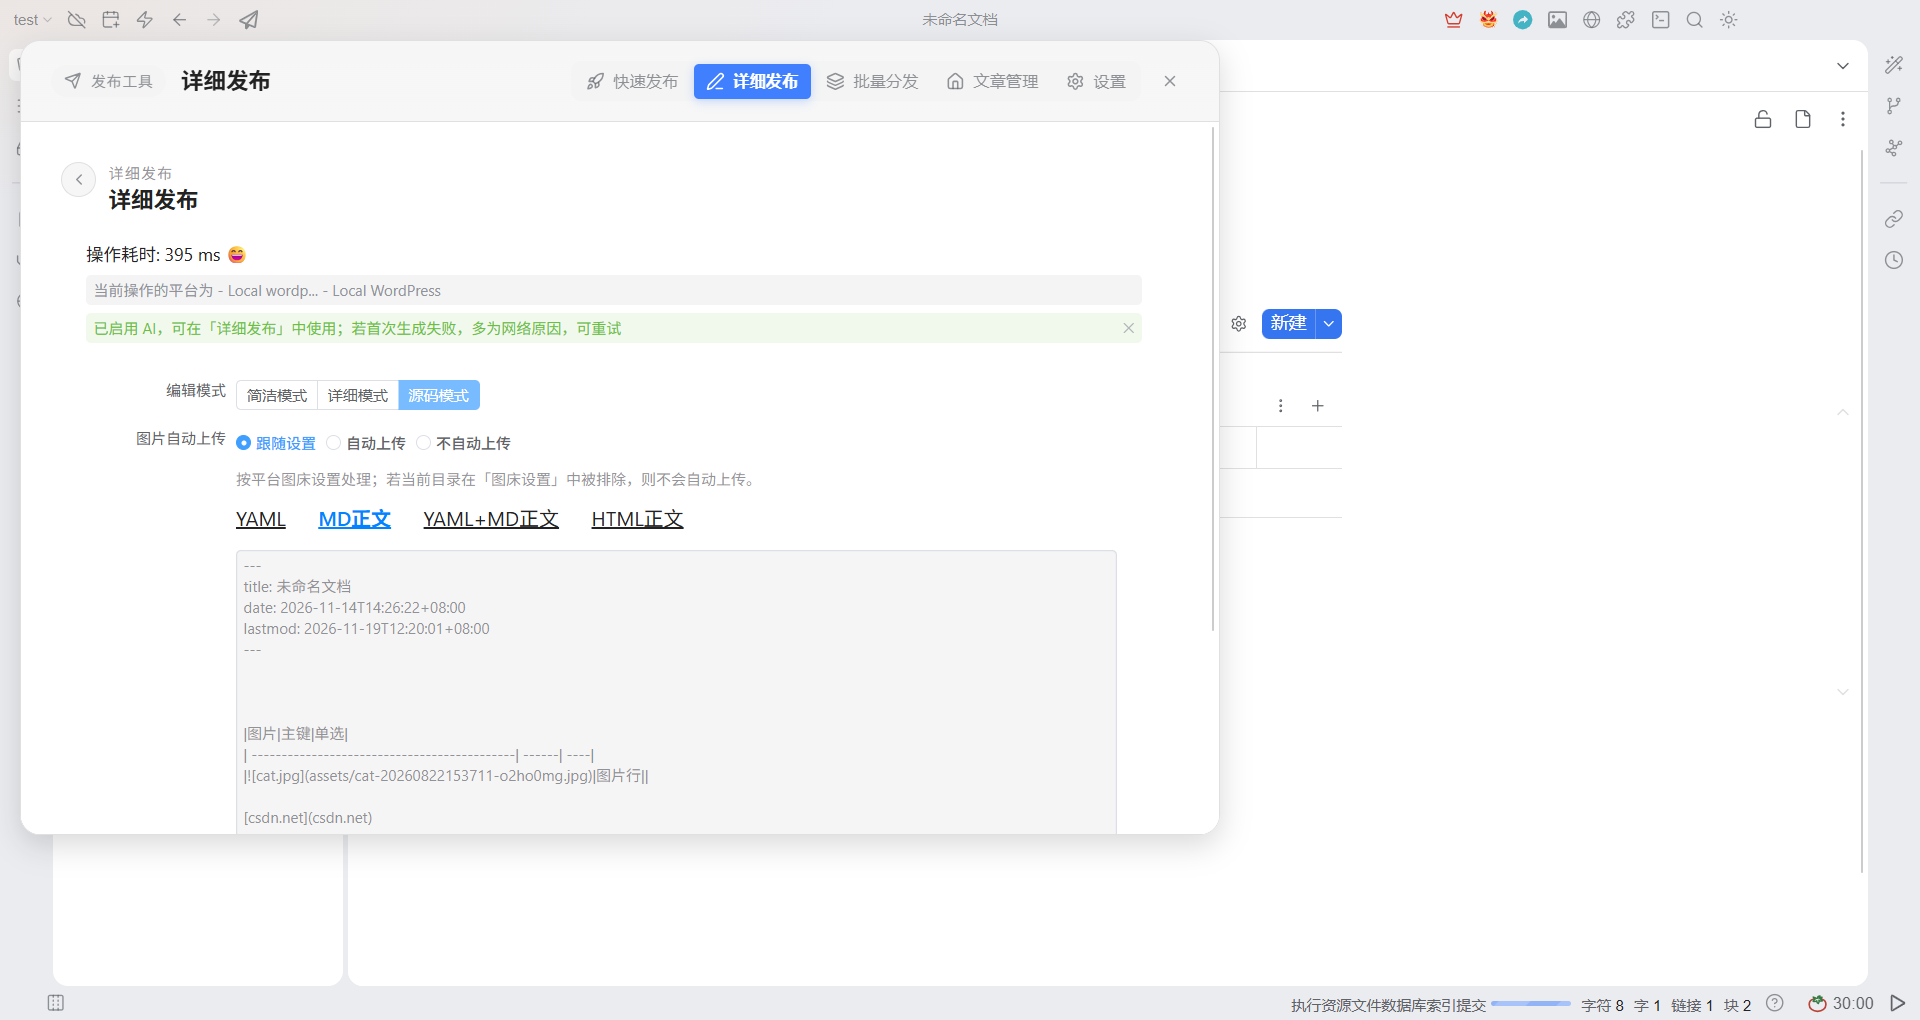 test
未命名文档
发布工具
详细发布
快速发布
详细发布
批量分发
文章管理
设置
详细发布
详细发布
操作耗时: 395 ms 😄
当前操作的平台为 - Local wordp... - Local WordPress
已启用 AI，可在「详细发布」中使用；若首次生成失败，多为网络原因，可重试
新建
编辑模式
简洁模式
详细模式
源码模式
图片自动上传
跟随设置
自动上传
不自动上传
按平台图床设置处理；若当前目录在「图床设置」中被排除，则不会自动上传。
YAML
MD正文
YAML+MD正文
HTML正文
---
title: 未命名文档
date: 2026-11-14T14:26:22+08:00
lastmod: 2026-11-19T12:20:01+08:00
---
|图片|主键|单选|
| --------------------------------------------| ------| ----|
|![cat.jpg](assets/cat-20260822153711-o2ho0mg.jpg)|图片行||
[csdn.net](csdn.net)
执行资源文件数据库索引提交
字符 8 字 1 链接 1 块 2
30:00